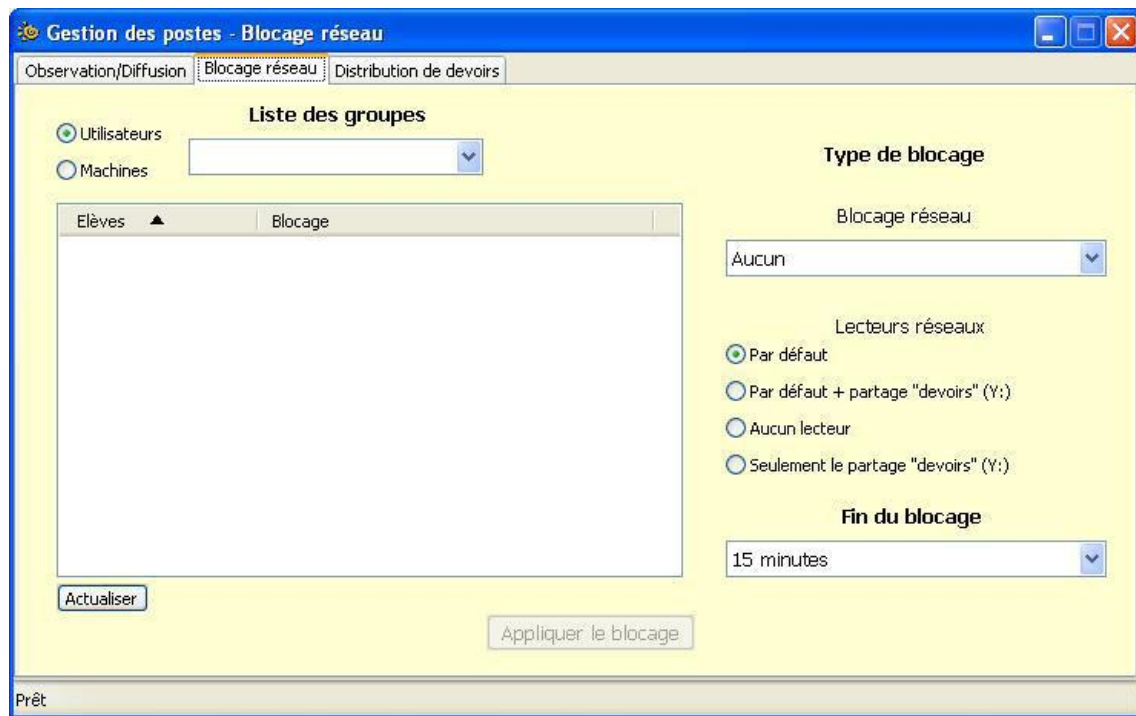 Gestion des postes - Blocage réseau
Observation/Diffusion Blocage réseau Distribution de devoirs
Liste des groupes
Utilisateurs
Machines
Elèves Blocage
Actualiser
Appliquer le blocage
Type de blocage
Blocage réseau
Aucun
Lecteurs réseaux
Par défaut
Par défaut + partage "devoirs" (Y:)
Aucun lecteur
Seulement le partage "devoirs" (Y:)
Fin du blocage
15 minutes
Prêt